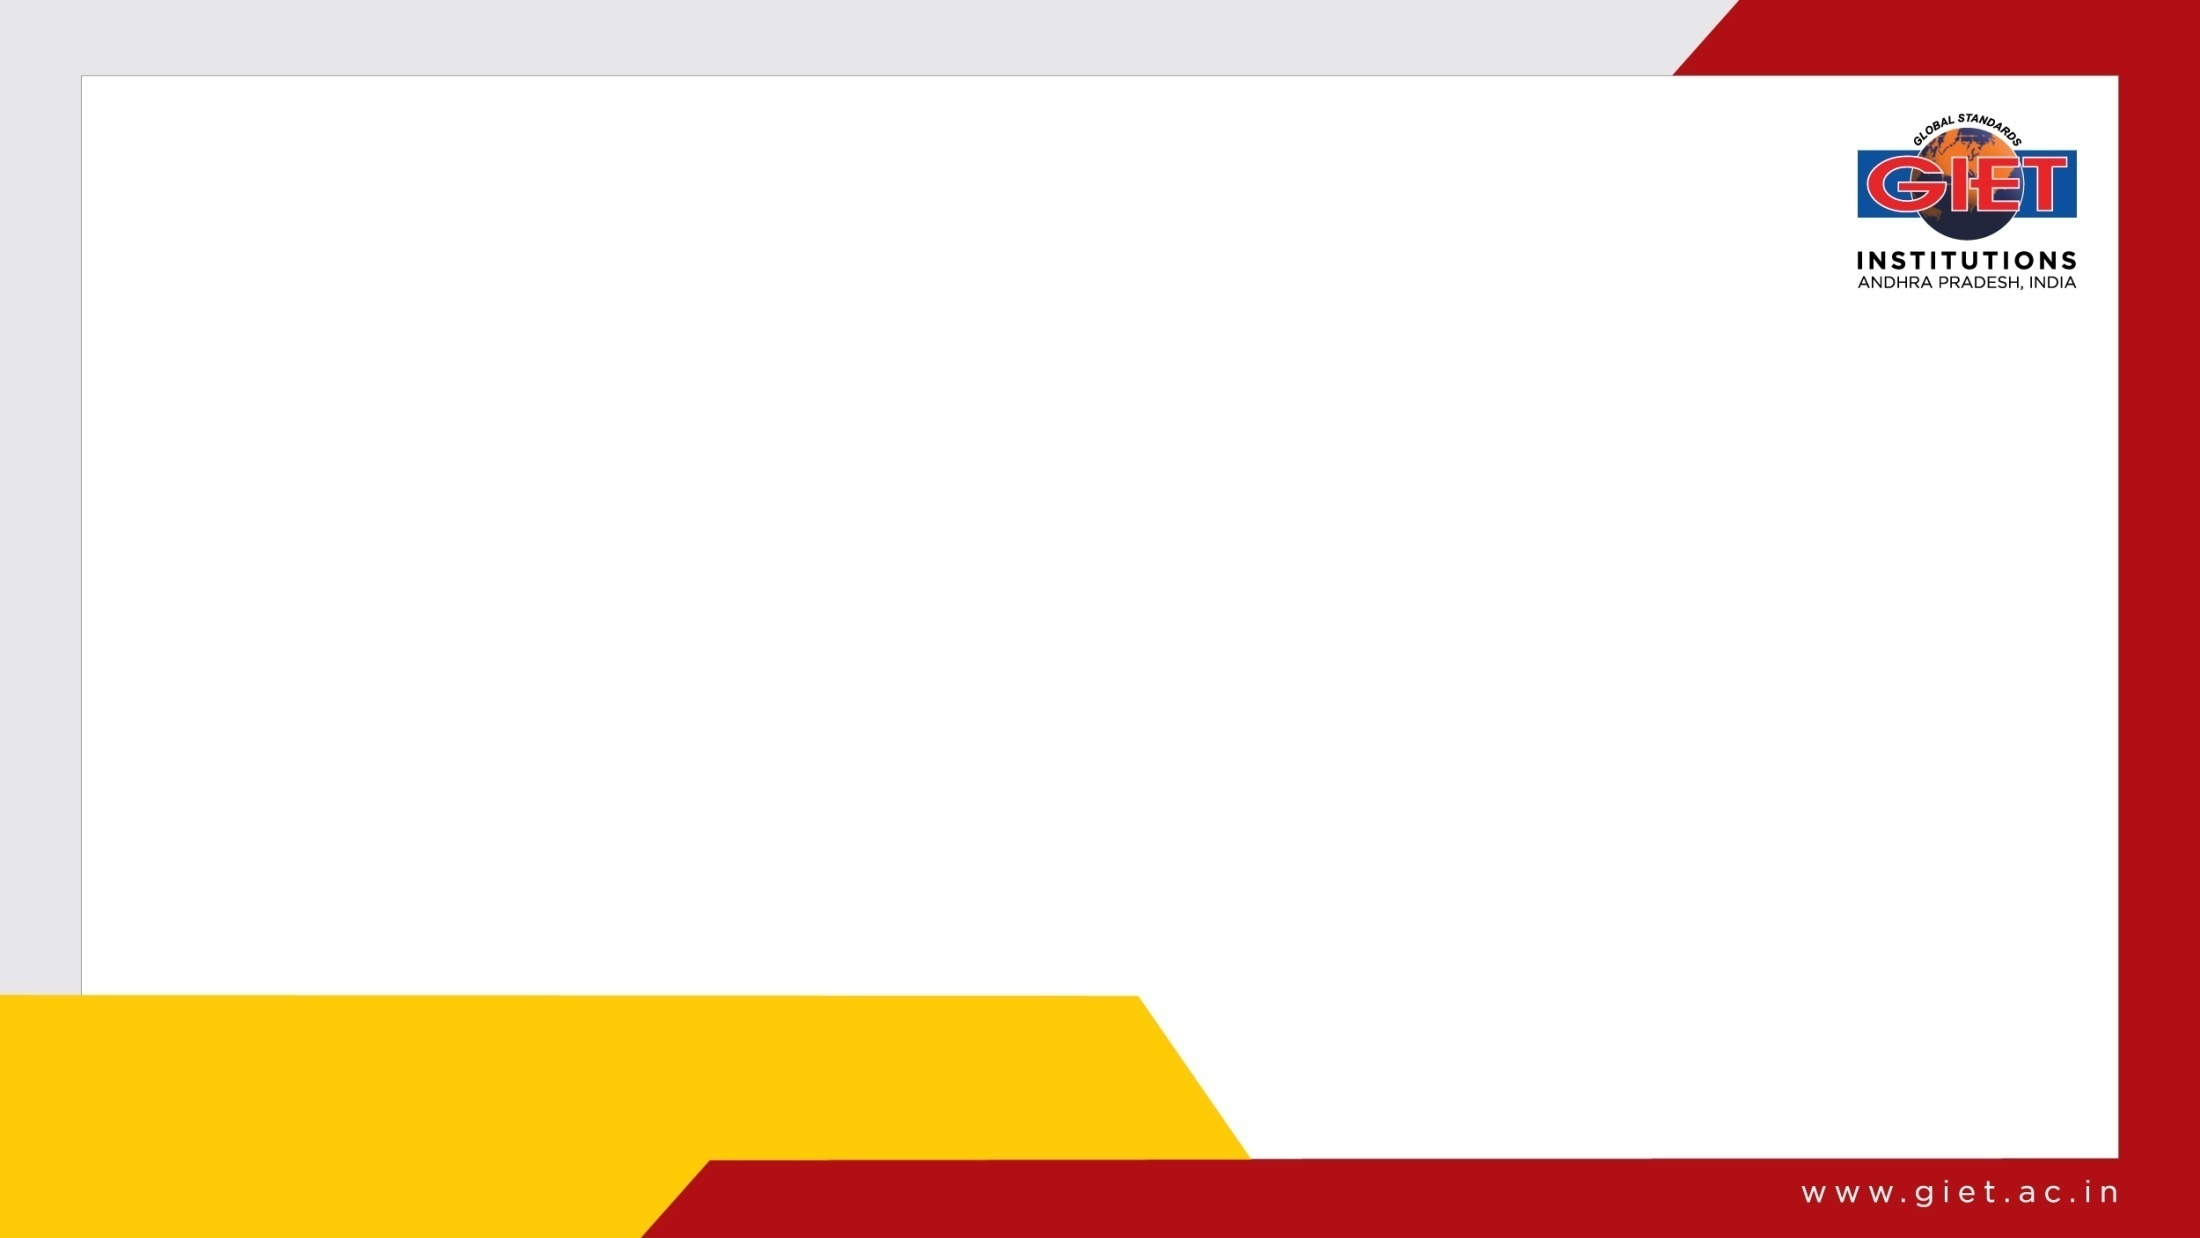 GLOBAL STANDARDS
GIET
INSTITUTIONS
ANDHRA PRADESH, INDIA
www.giet.ac.in